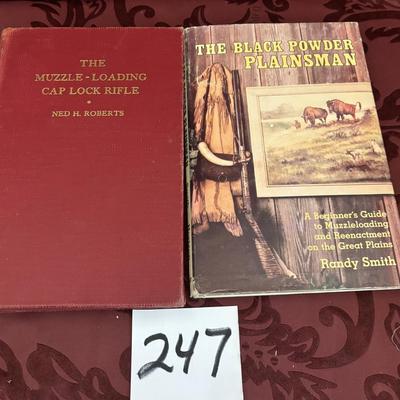 THE
MUZZLE-LOADING
CAP LOCK RIFLE
NED H. ROBERTS
THE BLACK POWDER
PLAINSMAN
A Beginner's Guide
to Muzzleloading
and Reenactment
on the Great Plains
Randy Smith
247